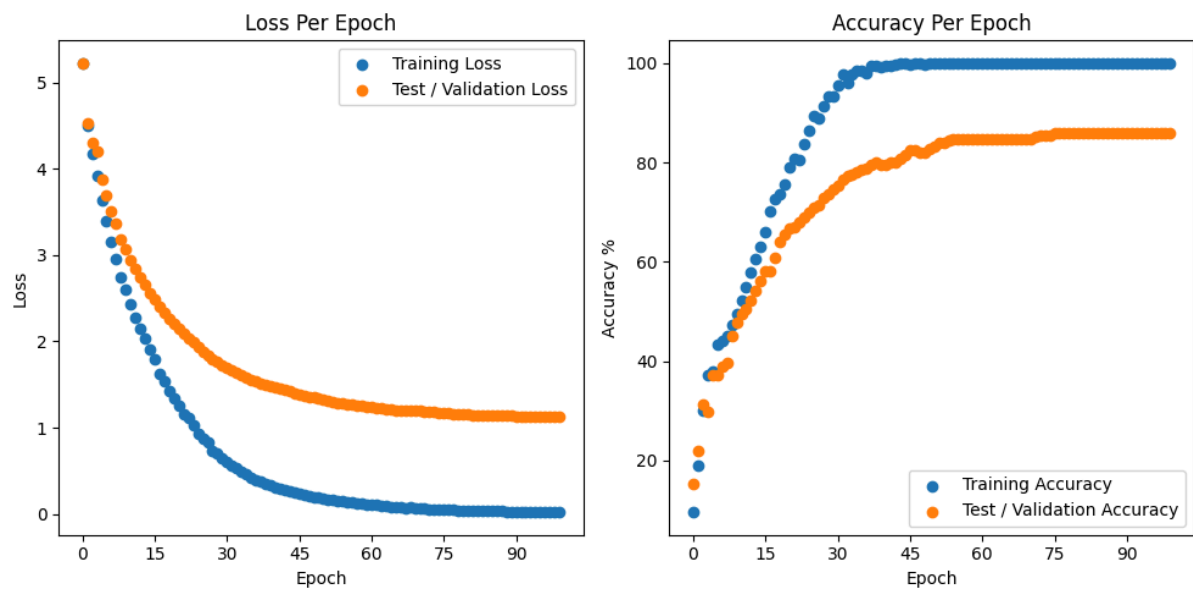 Loss Per Epoch
5
4
3
2
1
0
Loss
Training Loss
Test / Validation Loss
0 15 30 45 60 75 90
Epoch
Accuracy Per Epoch
100
80
60
40
20
Accuracy %
Training Accuracy
Test / Validation Accuracy
0 15 30 45 60 75 90
Epoch